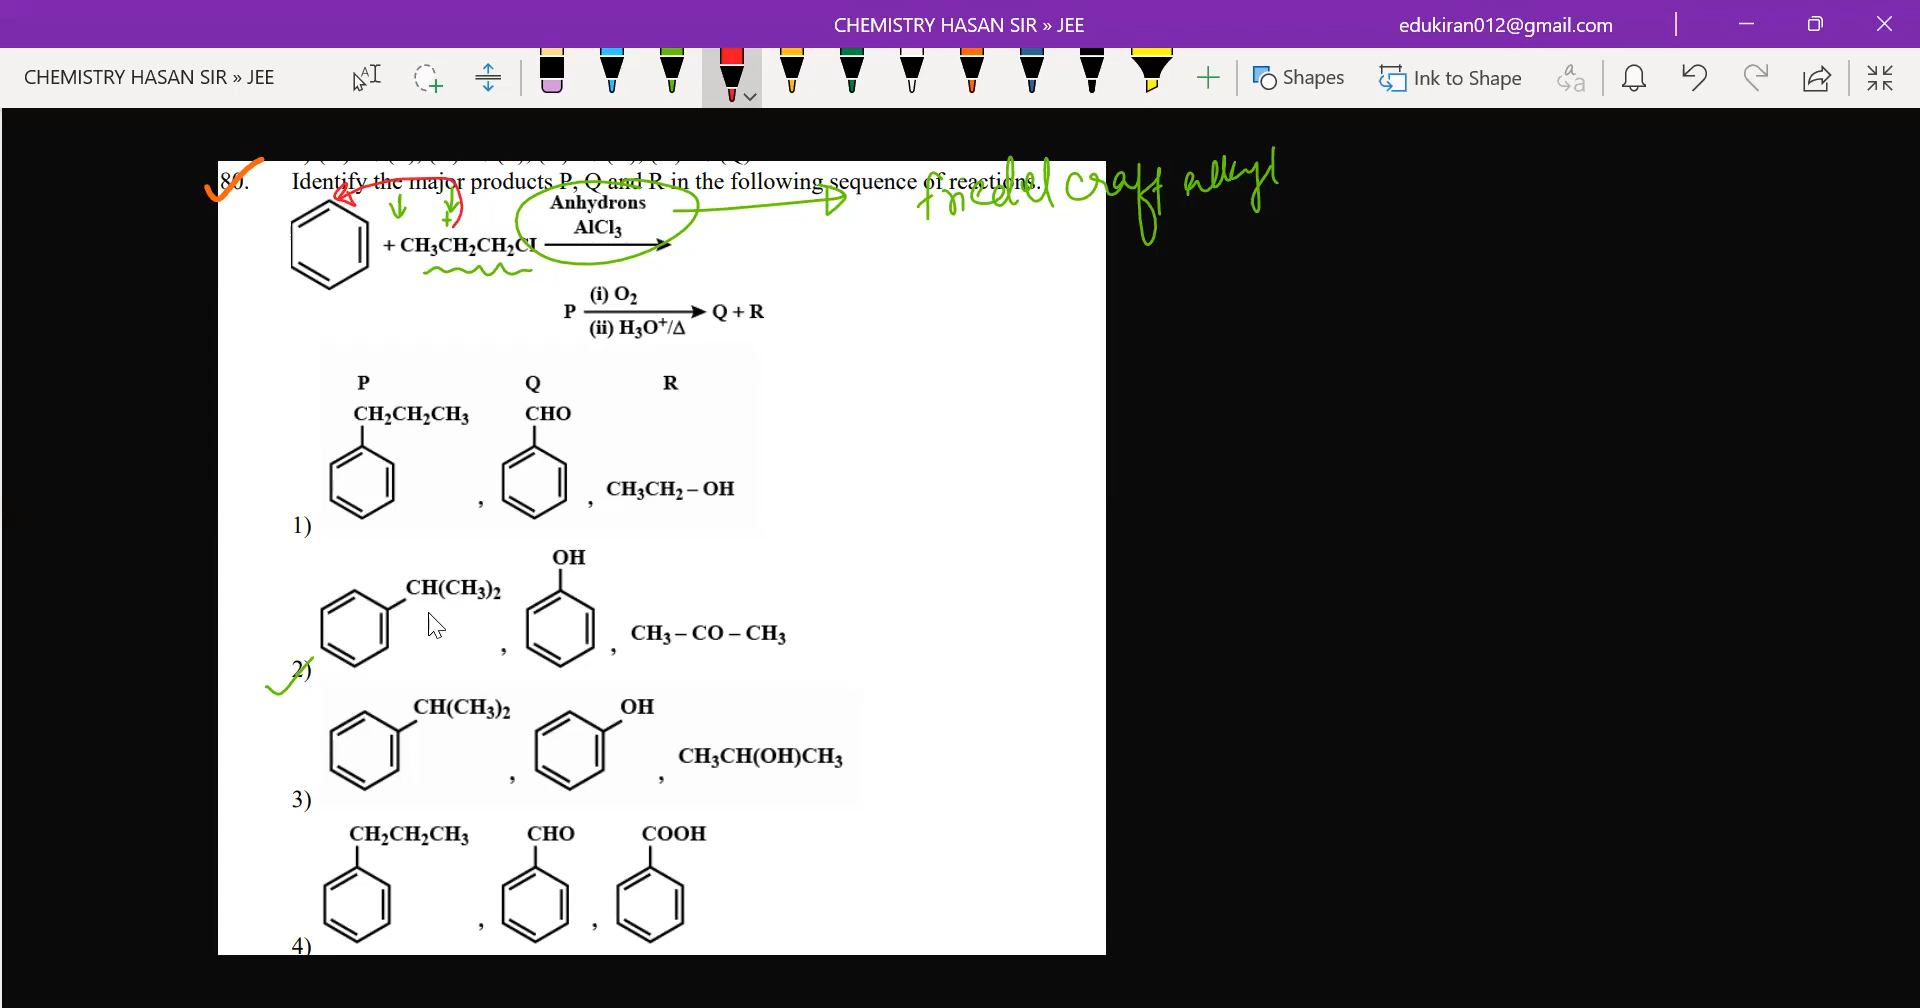 CHEMISTRY HASAN SIR » JEE
edukiran012@gmail.com
CHEMISTRY HASAN SIR » JEE
Shapes
Ink to Shape
80. Identify the major products P, Q and R in the following sequence of reactions.
friedel craft alkyl
Anhydrons
AlCl₃
+ CH₃CH₂CH₂Cl
+
(i) O₂
P → Q + R
(ii) H₃O⁺/Δ
P Q R
CH₂CH₂CH₃ CHO
, , CH₃CH₂ – OH
1)
OH
CH(CH₃)₂
, , CH₃ – CO – CH₃
2)
CH(CH₃)₂ OH
, , CH₃CH(OH)CH₃
3)
CH₂CH₂CH₃ CHO COOH
, ,
4)